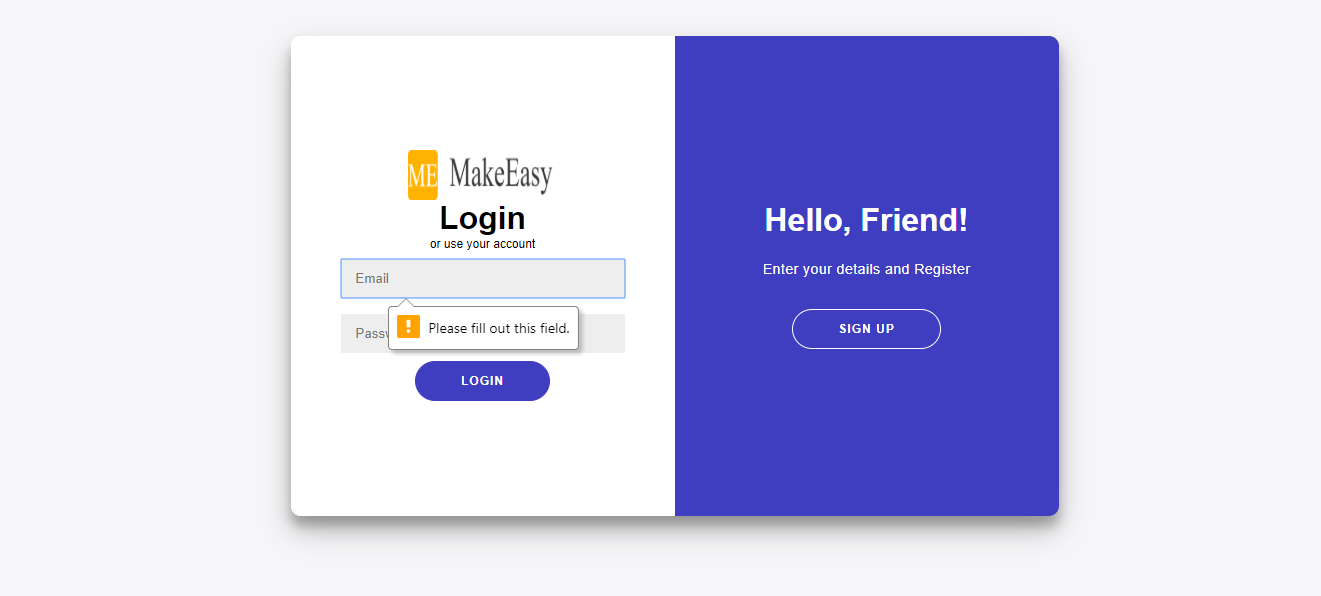 ME MakeEasy
Login
or use your account
Email
Please fill out this field.
Passw
LOGIN
Hello, Friend!
Enter your details and Register
SIGN UP